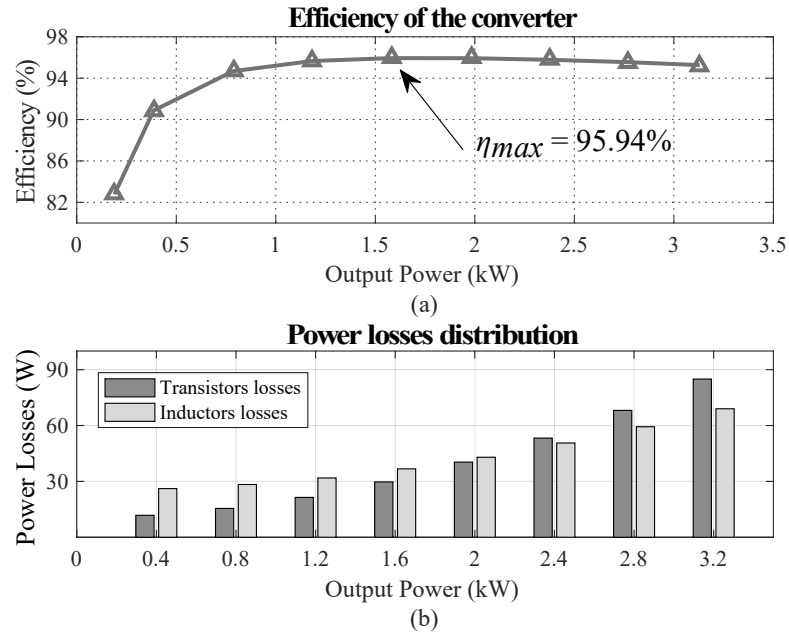 Efficiency of the converter
Efficiency (%)
98
94
90
86
82
ηmax = 95.94%
0 0.5 1 1.5 2 2.5 3 3.5
Output Power (kW)
(a)
Power losses distribution
Power Losses (W)
90
60
30
Transistors losses
Inductors losses
0 0.4 0.8 1.2 1.6 2 2.4 2.8 3.2
Output Power (kW)
(b)